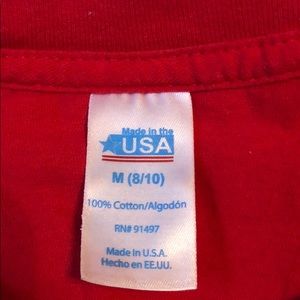 Made in the
USA
M (8/10)
100% Cotton/Algodón
RN# 91497
Made in U.S.A.
Hecho en EE.UU.